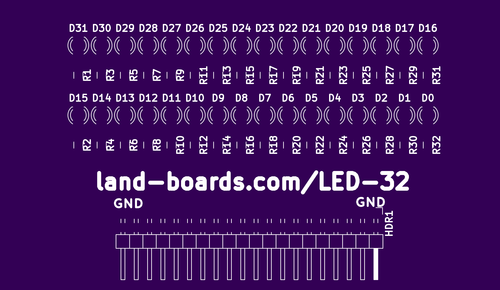 D31 D30 D29 D28 D27 D26 D25 D24 D23 D22 D21 D20 D19 D18 D17 D16
R1 R3 R5 R7 R9 R11 R13 R15 R17 R19 R21 R23 R25 R27 R29 R31
D15 D14 D13 D12 D11 D10 D9 D8 D7 D6 D5 D4 D3 D2 D1 D0
R2 R4 R6 R8 R10 R12 R14 R16 R18 R20 R22 R24 R26 R28 R30 R32
land-boards.com/LED-32
GND GND
HDR1